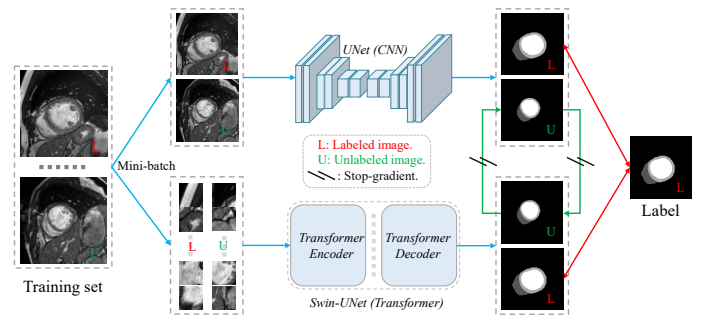 UNet (CNN)
L
U
L
U
L
L: Labeled image.
U: Unlabeled image.
: Stop-gradient.
Mini-batch
L
Label
L
U
Transformer
Encoder
Transformer
Decoder
U
U
L
Training set
Swin-UNet (Transformer)